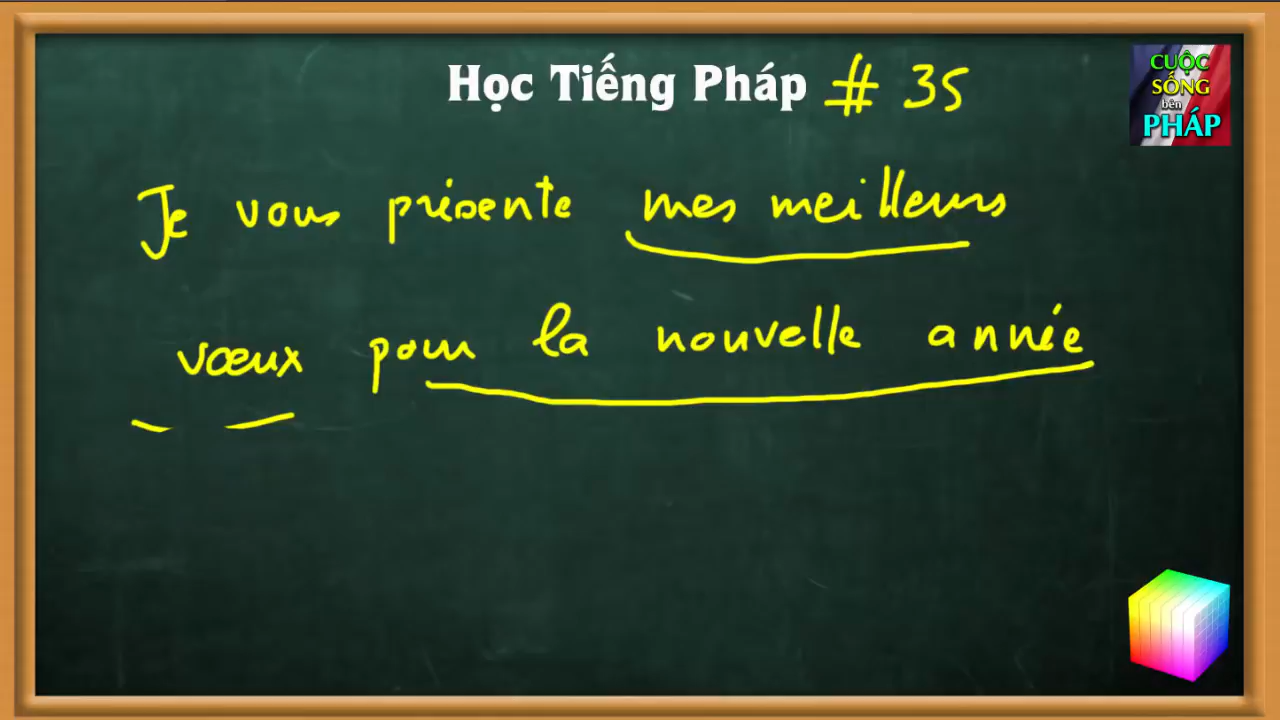 Học Tiếng Pháp # 35
CUỘC
SỐNG
bên
PHÁP
Je vous présente mes meilleurs
vœux pour la nouvelle année